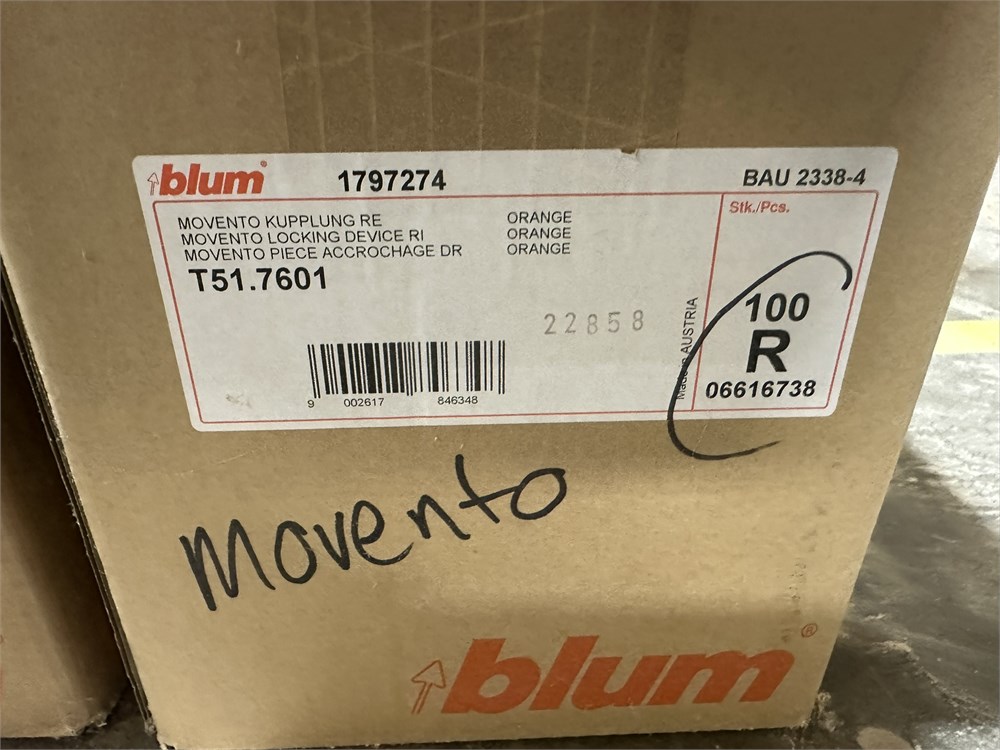 blum® 1797274 BAU 2338-4
MOVENTO KUPPLUNG RE ORANGE
MOVENTO LOCKING DEVICE RI ORANGE
MOVENTO PIECE ACCROCHAGE DR ORANGE
T51.7601
Stk./Pcs.
22858
Made in AUSTRIA
100
R
06616738
9 002617 846348
Movento
blum®